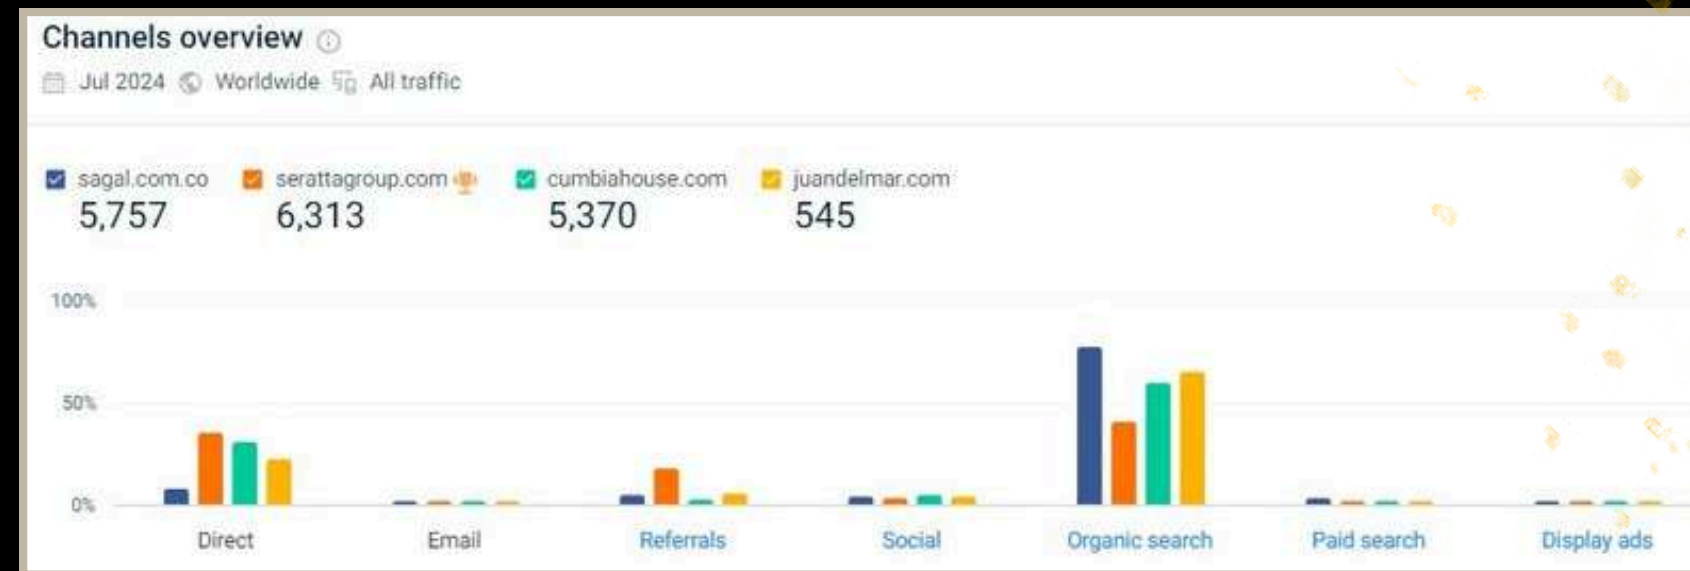 Channels overview
Jul 2024 Worldwide All traffic
sagal.com.co serattagroup.com cumbiahouse.com juandelmar.com
5,757 6,313 5,370 545
100%
50%
0%
Direct Email Referrals Social Organic search Paid search Display ads